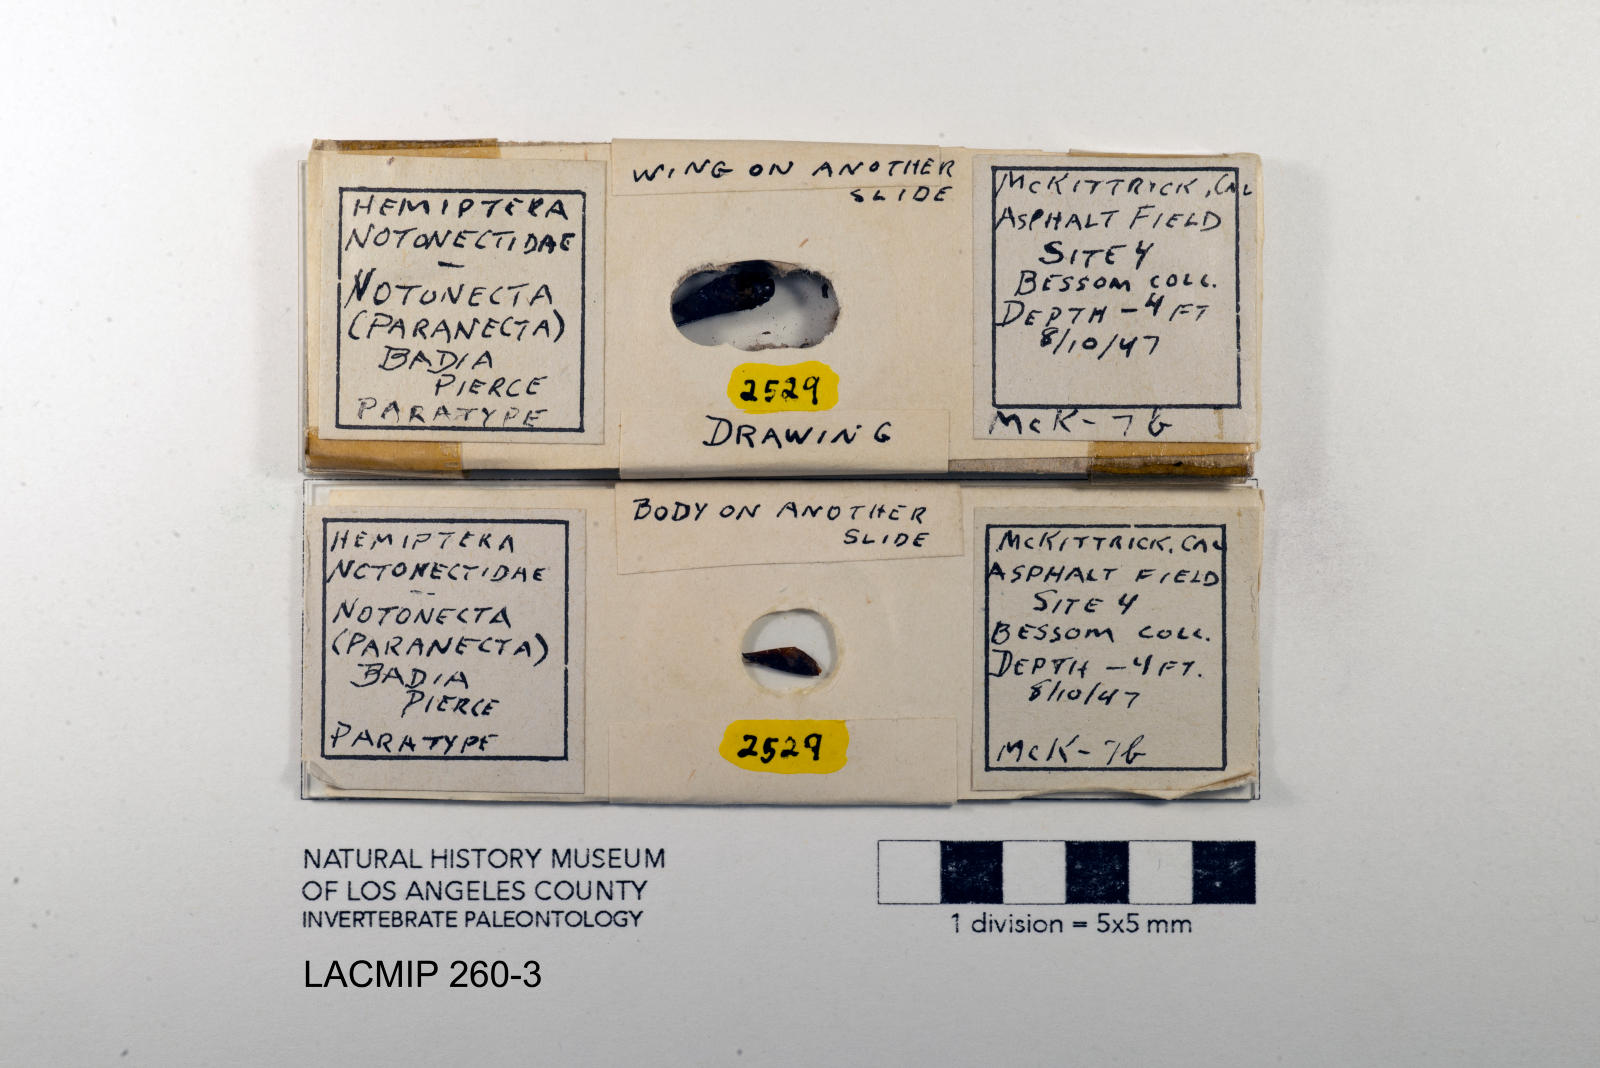 HEMIPTERA
NOTONECTIDAE
NOTONECTA
(PARANECTA)
BADIA
PIERCE
PARATYPE
WING ON ANOTHER
SLIDE
2529
DRAWING
McKITTRICK, CAL
ASPHALT FIELD
SITE 4
BESSOM COLL.
DEPTH - 4 FT
8/10/47
McK - 7b
HEMIPTERA
NOTONECTIDAE
NOTONECTA
(PARANECTA)
BADIA
PIERCE
PARATYPE
BODY ON ANOTHER
SLIDE
2529
McKITTRICK, CAL
ASPHALT FIELD
SITE 4
BESSOM COLL.
DEPTH - 4 FT.
8/10/47
McK - 7b
NATURAL HISTORY MUSEUM
OF LOS ANGELES COUNTY
INVERTEBRATE PALEONTOLOGY
1 division = 5x5 mm
LACMIP 260-3